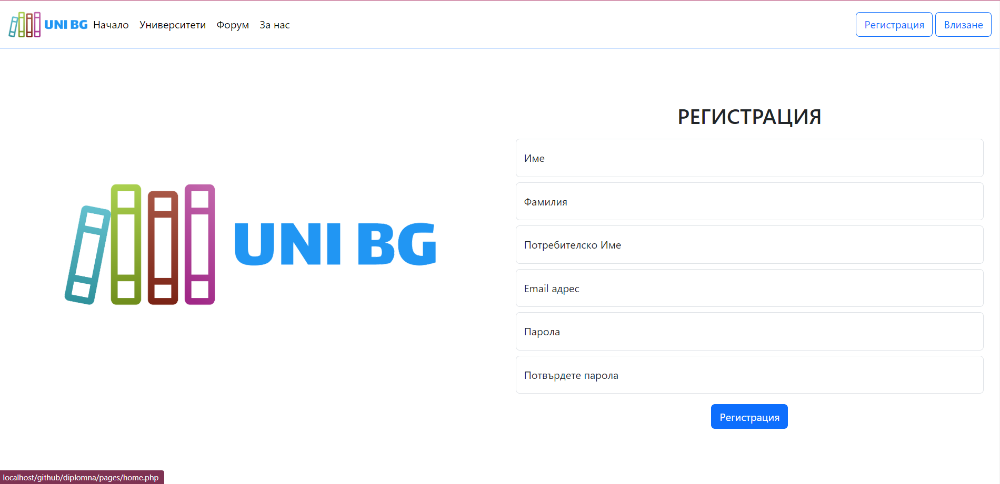 UNI BG Начало Университети Форум За нас Регистрация Влизане
UNI BG
РЕГИСТРАЦИЯ
Име
Фамилия
Потребителско Име
Email адрес
Парола
Потвърдете парола
Регистрация
localhost/github/diplomna/pages/home.php